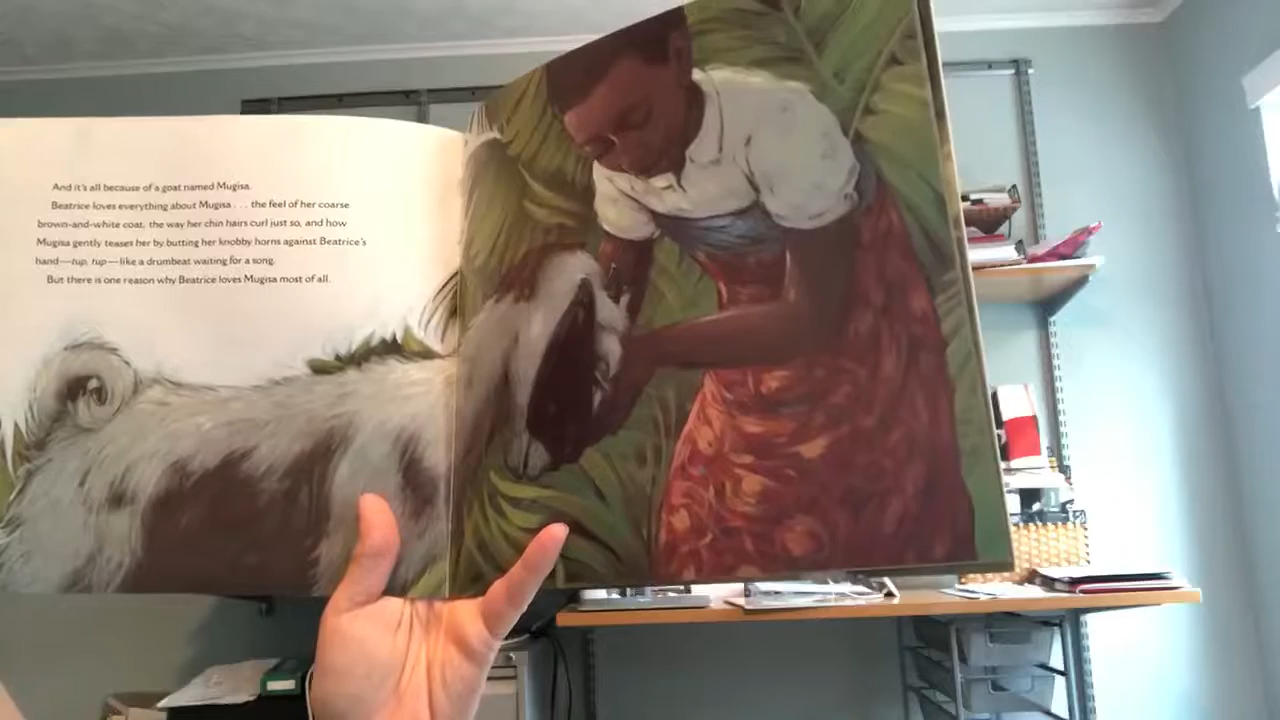 And it's all because of a goat named Mugisa.
Beatrice loves everything about Mugisa . . . the feel of her coarse
brown-and-white coat, the way her chin hairs curl just so, and how
Mugisa gently teases her by butting her knobby horns against Beatrice's
hand—tup, tup—like a drumbeat waiting for a song.
But there is one reason why Beatrice loves Mugisa most of all.